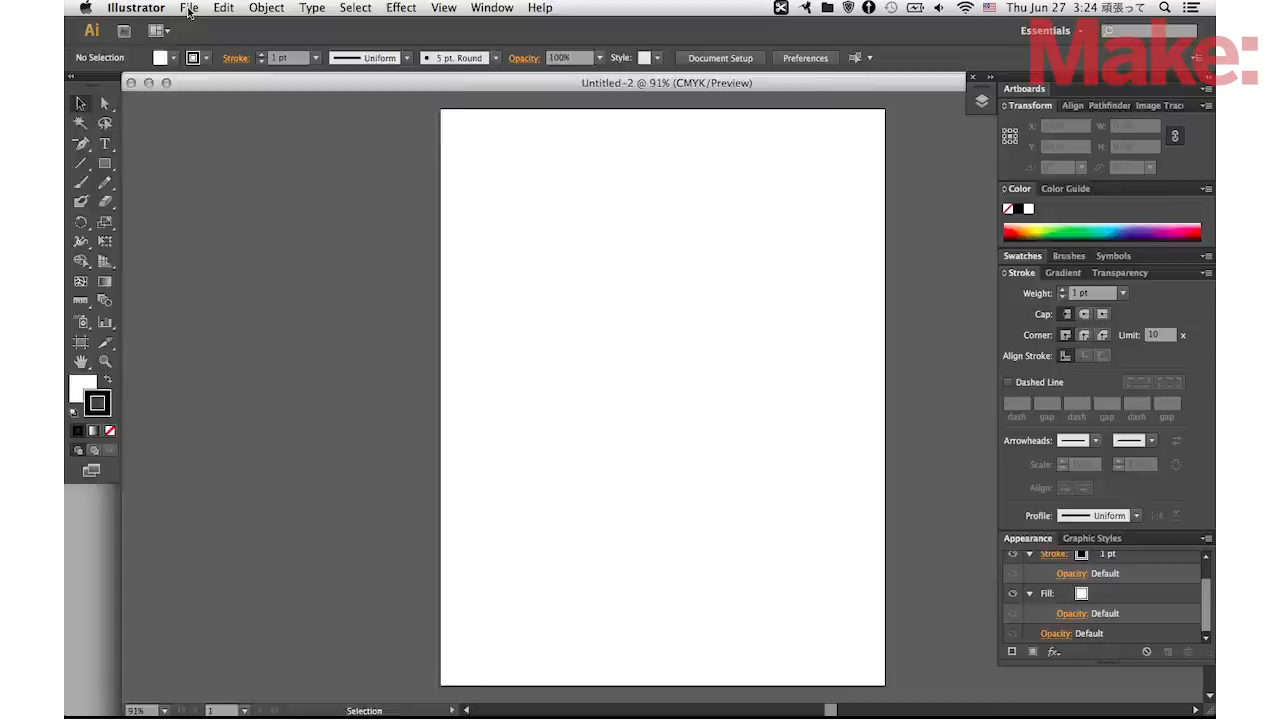 Illustrator File Edit Object Type Select Effect View Window Help
Thu Jun 27 3:24 頑張って
Make:
Ai Br
Essentials
No Selection Stroke: 1 pt Uniform 5 pt. Round Opacity: 100% Style: Document Setup Preferences
Untitled-2 @ 91% (CMYK/Preview)
Artboards
Transform Align Pathfinder Image Trac
X: W:
Y: H:
Color Color Guide
Swatches Brushes Symbols
Stroke Gradient Transparency
Weight: 1 pt
Cap:
Corner: Limit: 10 x
Align Stroke:
Dashed Line
dash gap dash gap dash gap
Arrowheads:
Scale:
Align:
Profile: Uniform
Appearance Graphic Styles
Stroke: 1 pt
Opacity: Default
Fill:
Opacity: Default
Opacity: Default
fx
91% 1 Selection